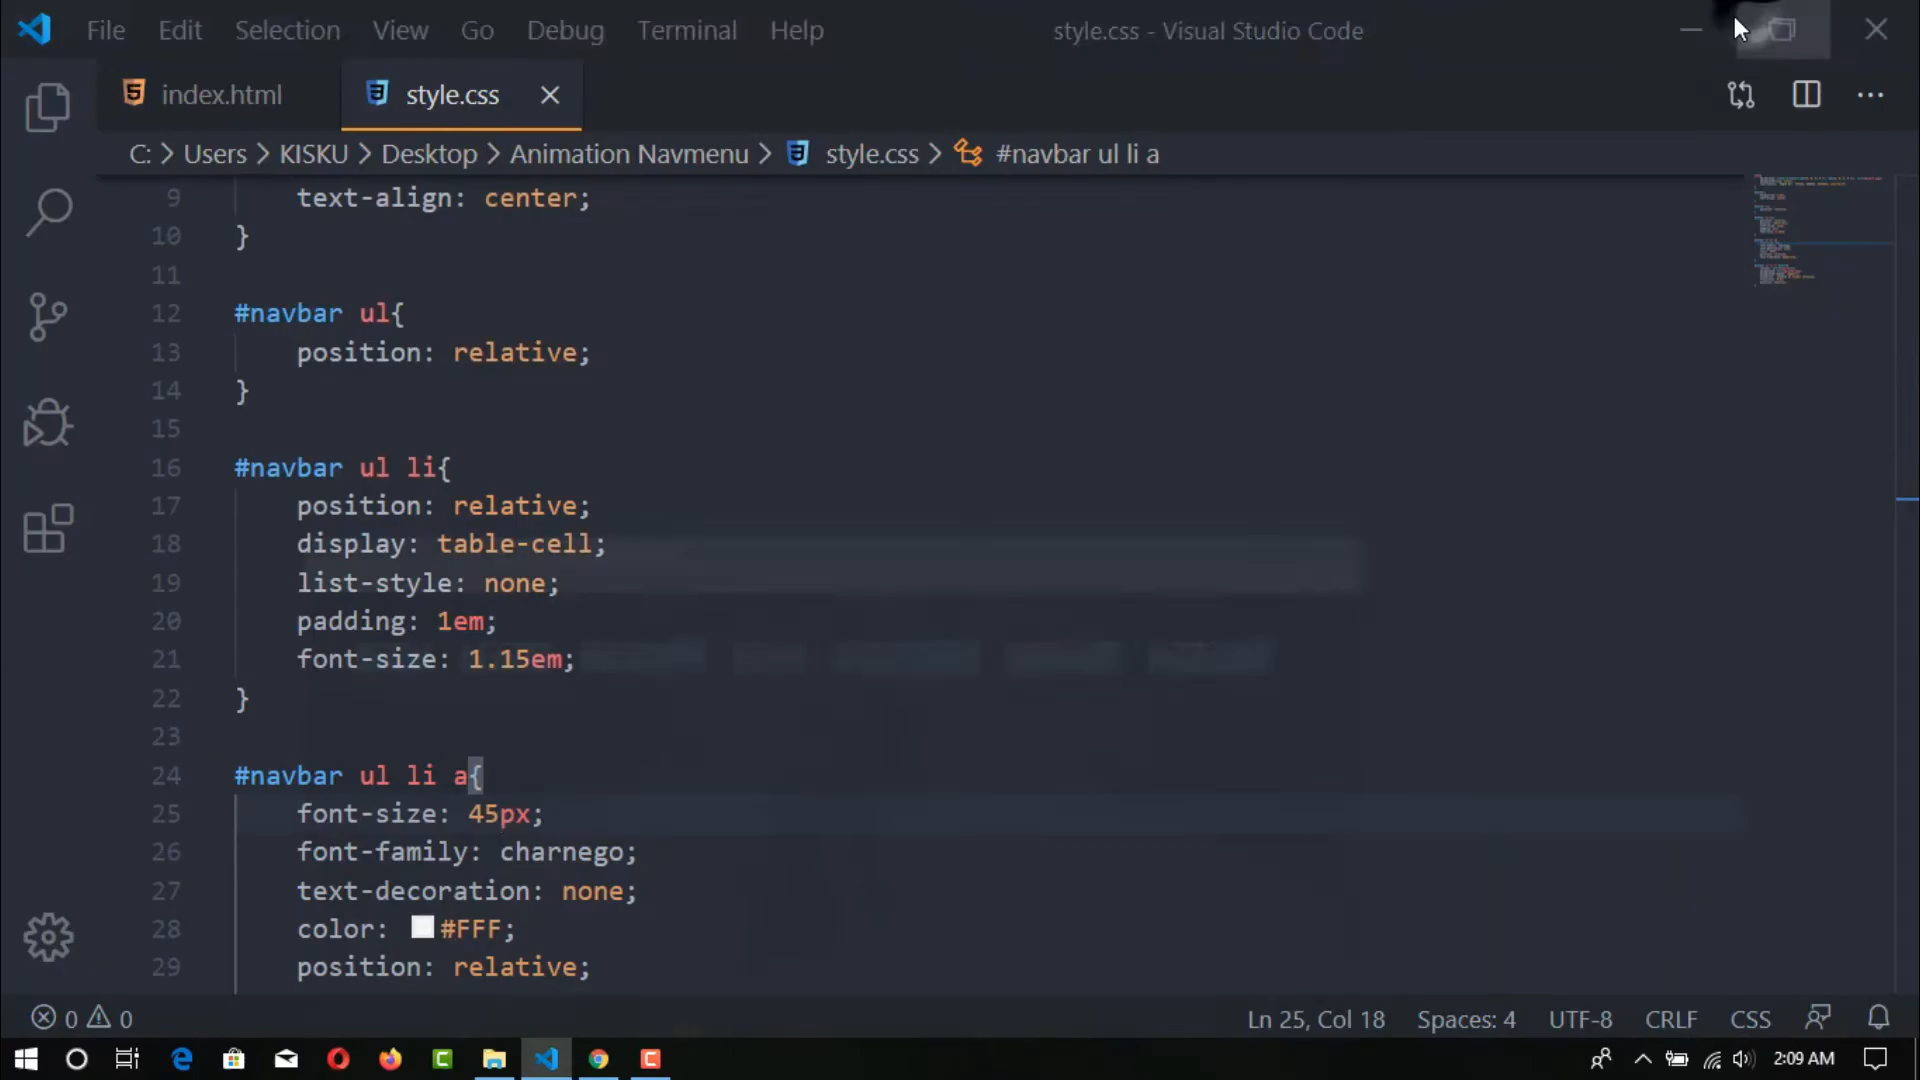 File Edit Selection View Go Debug Terminal Help style.css - Visual Studio Code
index.html style.css
C: > Users > KISKU > Desktop > Animation Navmenu > style.css > #navbar ul li a
9 text-align: center;
10 }
11
12 #navbar ul{
13 position: relative;
14 }
15
16 #navbar ul li{
17 position: relative;
18 display: table-cell;
19 list-style: none;
20 padding: 1em;
21 font-size: 1.15em;
22 }
23
24 #navbar ul li a{
25 font-size: 45px;
26 font-family: charnego;
27 text-decoration: none;
28 color: #FFF;
29 position: relative;
0 0 Ln 25, Col 18 Spaces: 4 UTF-8 CRLF CSS
2:09 AM